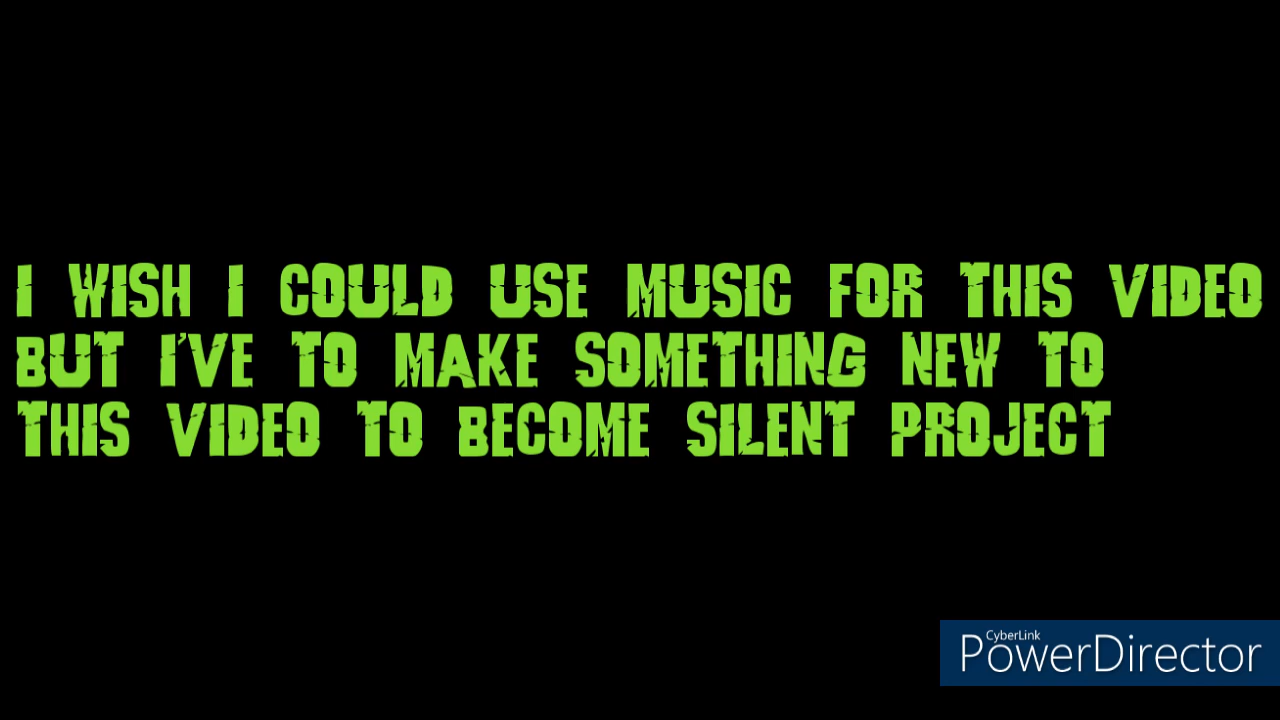 I WISH I COULD USE MUSIC FOR THIS VIDEO
BUT I'VE TO MAKE SOMETHING NEW TO
THIS VIDEO TO BECOME SILENT PROJECT
CyberLink
PowerDirector